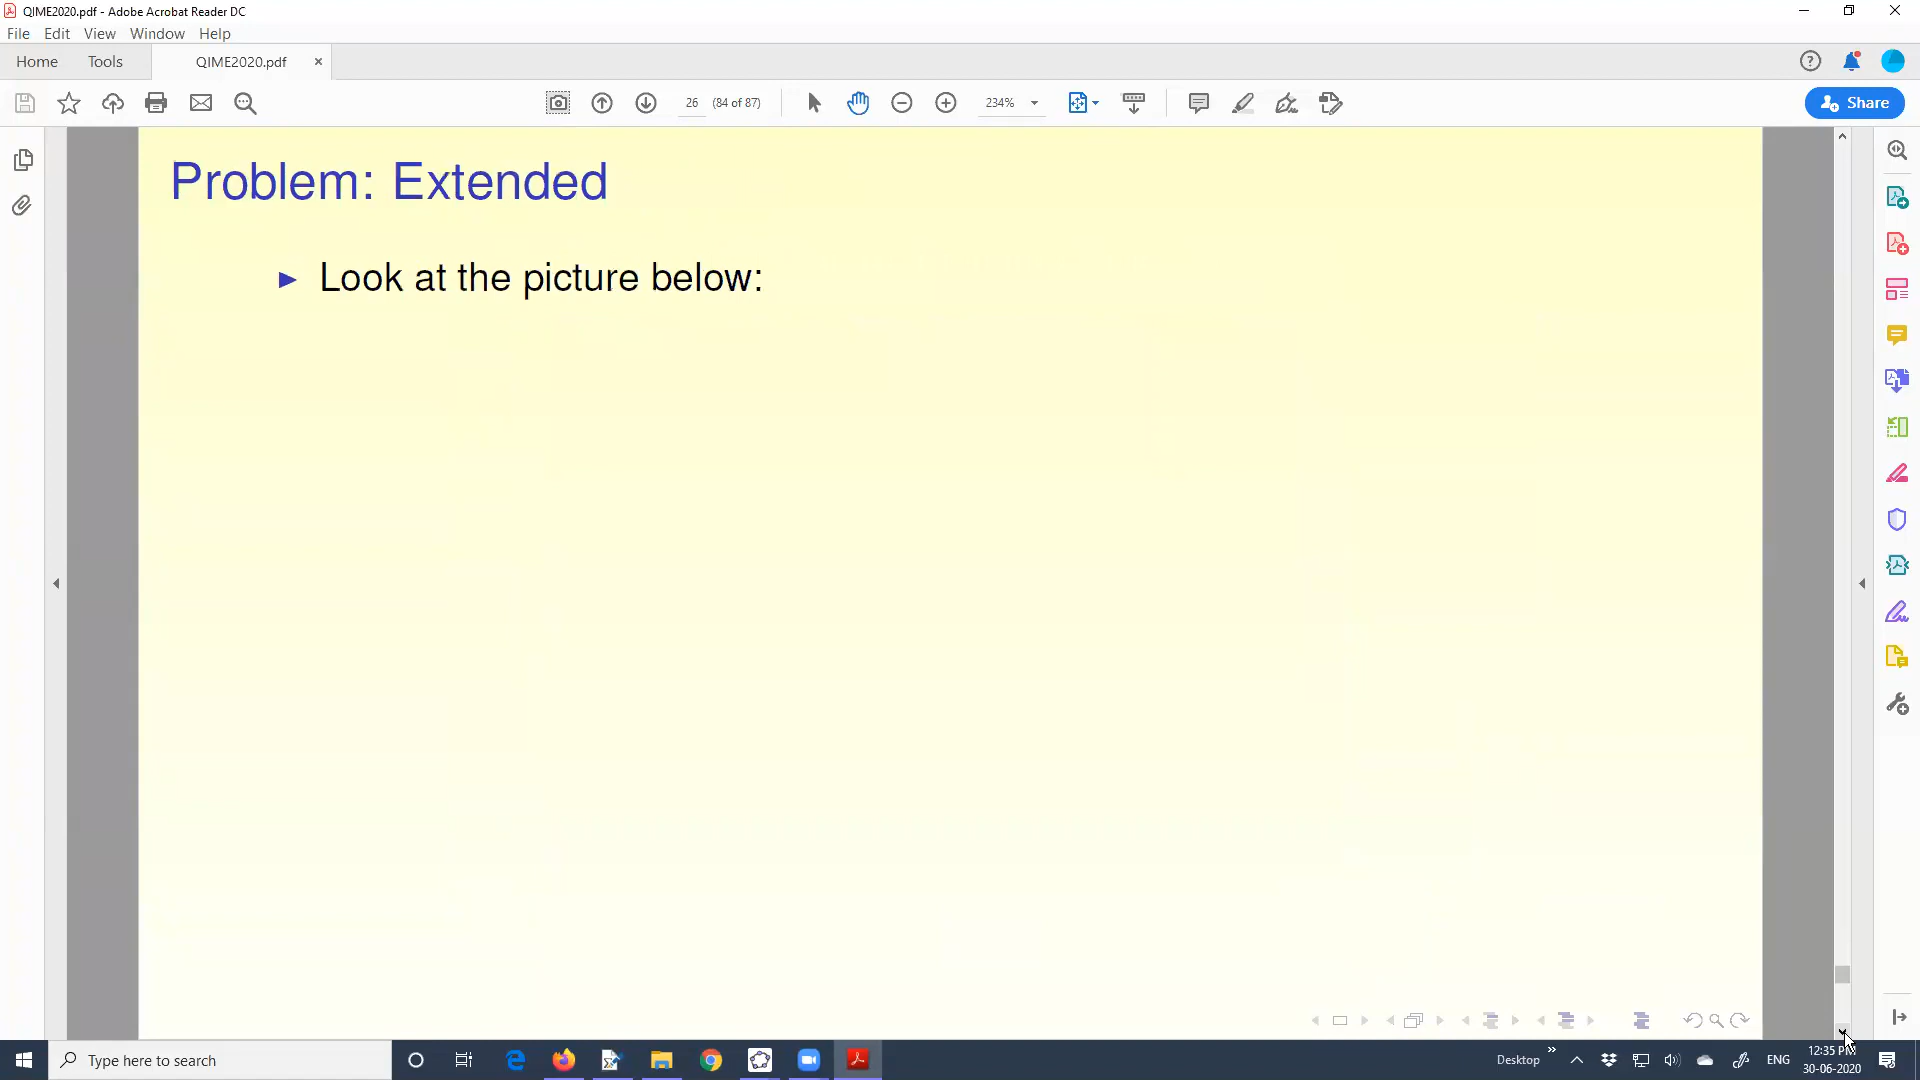 QIME2020.pdf - Adobe Acrobat Reader DC
File Edit View Window Help
Home Tools QIME2020.pdf
26 (84 of 87) 234% Share
Problem: Extended
Look at the picture below:
Type here to search
Desktop ENG 12:35 PM
30-06-2020